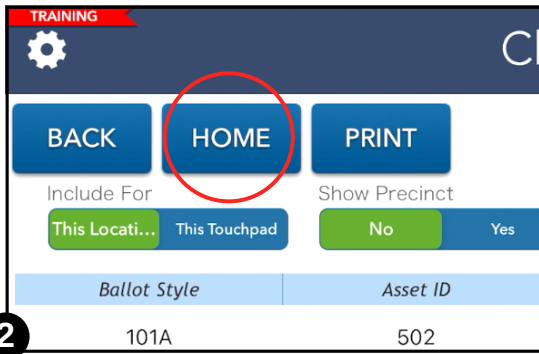 TRAINING
BACK HOME PRINT
Include For Show Precinct
This Locati... This Touchpad No Yes
Ballot Style Asset ID
2 101A 502